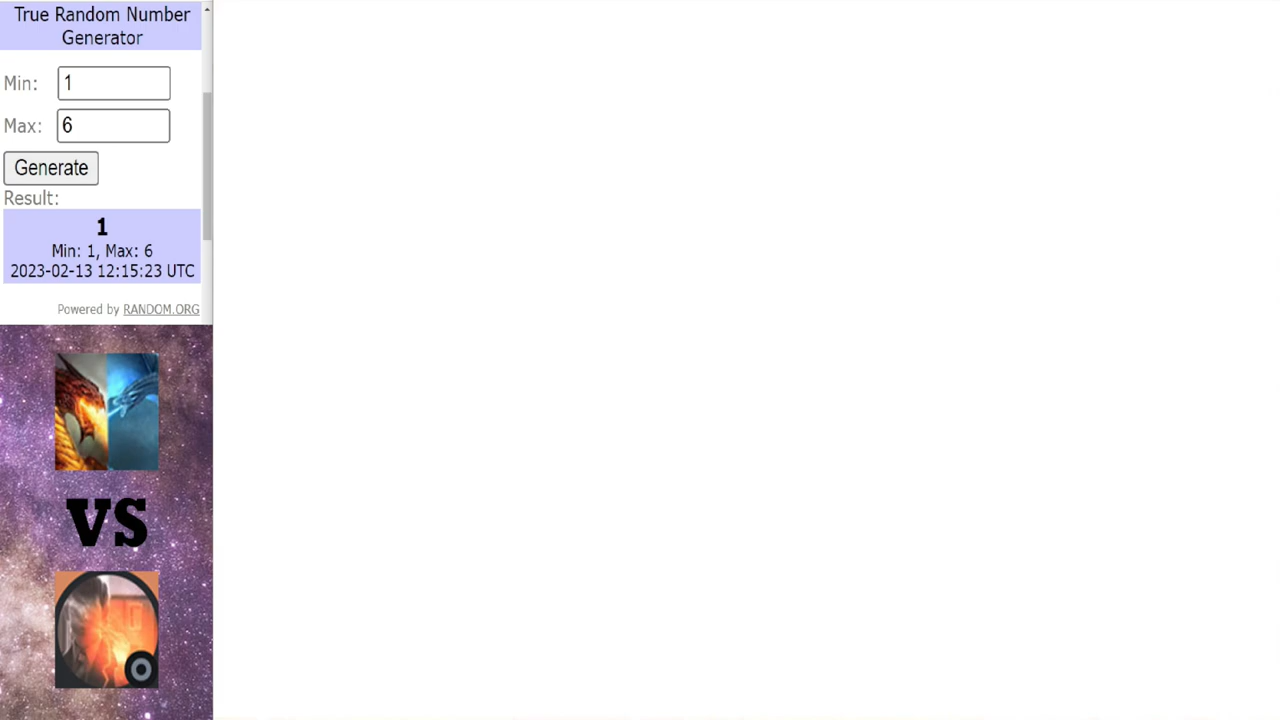 True Random Number
Generator
Min: 1
Max: 6
Generate
Result:
1
Min: 1, Max: 6
2023-02-13 12:15:23 UTC
Powered by RANDOM.ORG
VS